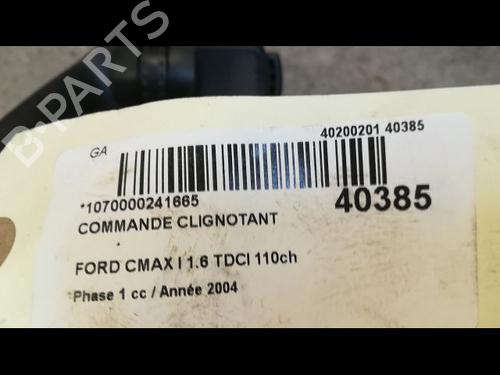 B-PARTS
GA
40200201 40385
*1070000241665
40385
COMMANDE CLIGNOTANT
FORD CMAX I 1.6 TDCI 110ch
Phase 1 cc / Année 2004